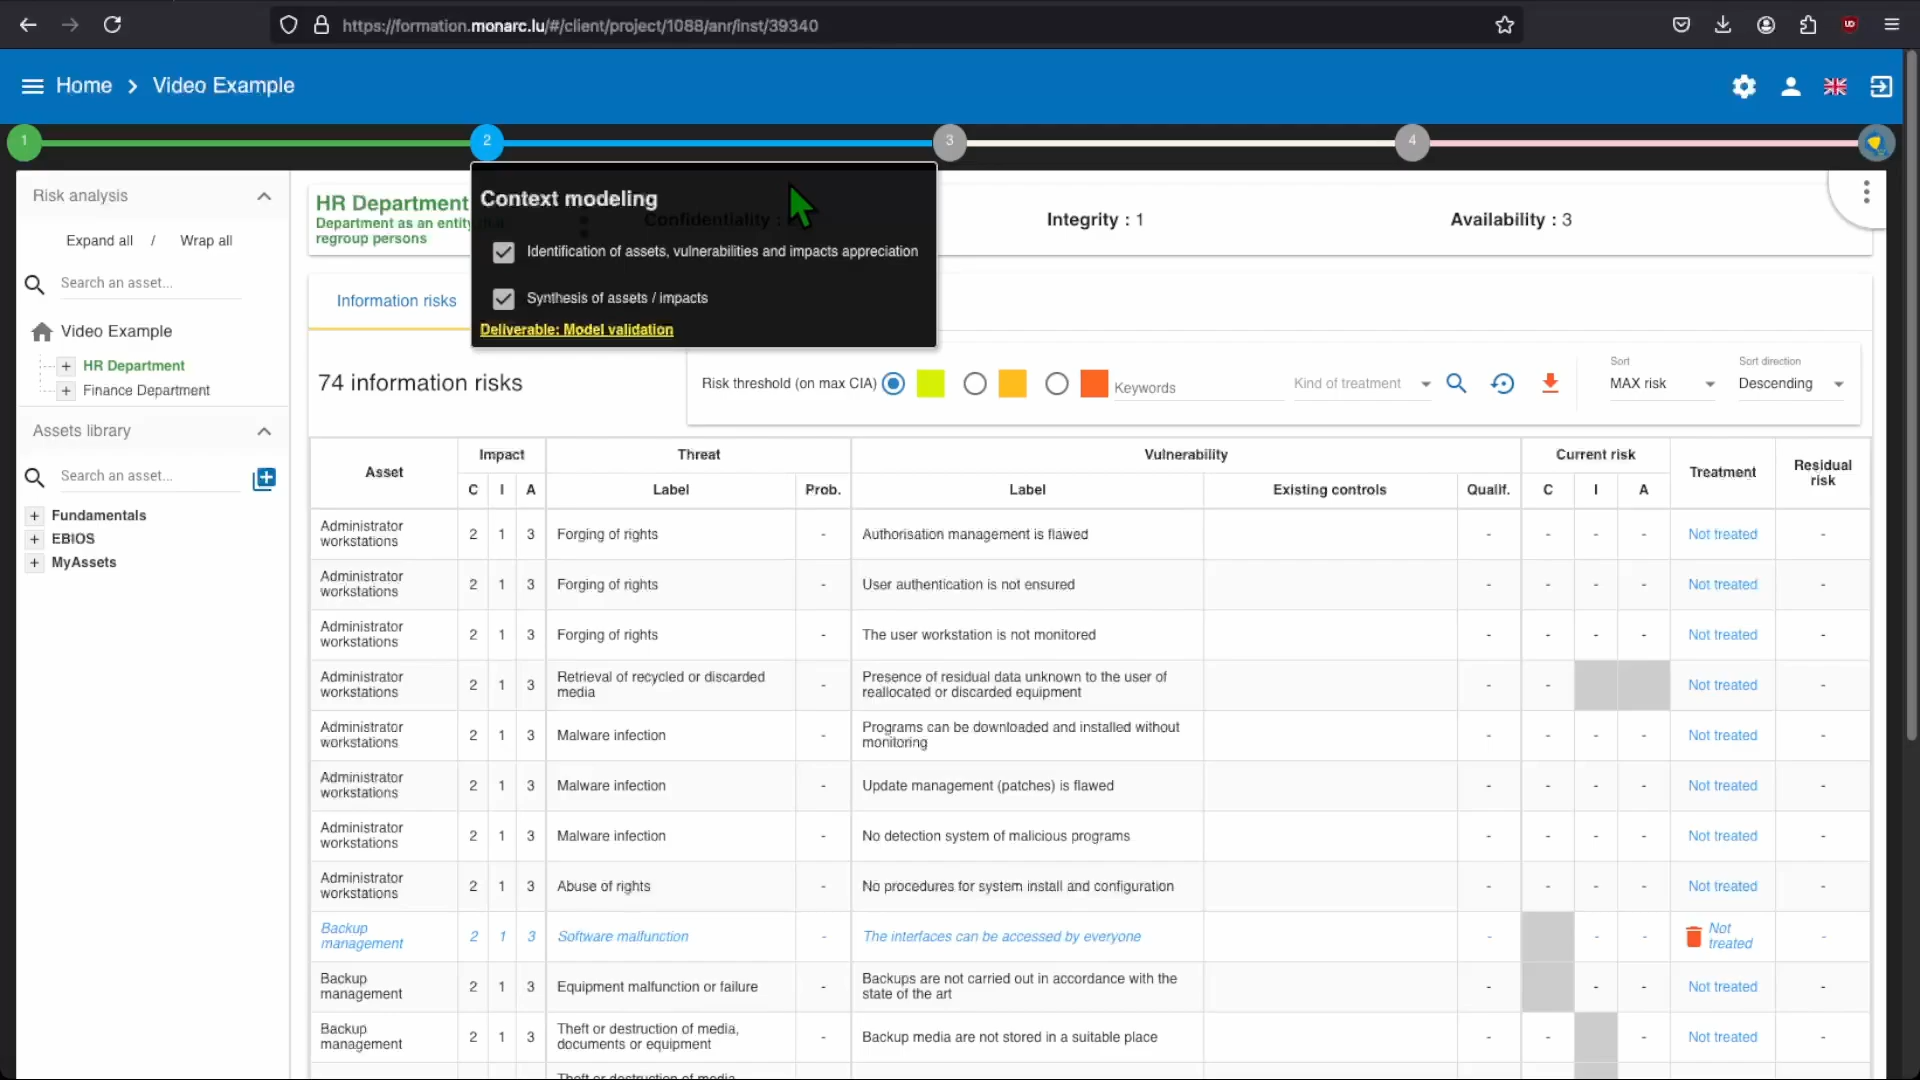 https://formation.monarc.lu/#/client/project/1088/anr/inst/39340
Home > Video Example
1 2 3 4
Risk analysis
Expand all / Wrap all
Search an asset...
Video Example
+ HR Department
+ Finance Department
Assets library
Search an asset...
+ Fundamentals
+ EBIOS
+ MyAssets
HR Department
Department as an entity
regroup persons
Confidentiality :
Integrity : 1
Availability : 3
Context modeling
Identification of assets, vulnerabilities and impacts appreciation
Synthesis of assets / impacts
Deliverable: Model validation
Information risks
74 information risks
Risk threshold (on max CIA)
Keywords
Kind of treatment
Sort
MAX risk
Sort direction
Descending
Asset Impact Threat Vulnerability Current risk Treatment Residual risk
C I A Label Prob. Label Existing controls Qualif. C I A
Administrator workstations 2 1 3 Forging of rights - Authorisation management is flawed - - - - Not treated -
Administrator workstations 2 1 3 Forging of rights - User authentication is not ensured - - - - Not treated -
Administrator workstations 2 1 3 Forging of rights - The user workstation is not monitored - - - - Not treated -
Administrator workstations 2 1 3 Retrieval of recycled or discarded media - Presence of residual data unknown to the user of reallocated or discarded equipment - - Not treated -
Administrator workstations 2 1 3 Malware infection - Programs can be downloaded and installed without monitoring - - - - Not treated -
Administrator workstations 2 1 3 Malware infection - Update management (patches) is flawed - - - - Not treated -
Administrator workstations 2 1 3 Malware infection - No detection system of malicious programs - - - - Not treated -
Administrator workstations 2 1 3 Abuse of rights - No procedures for system install and configuration - - - - Not treated -
Backup management 2 1 3 Software malfunction - The interfaces can be accessed by everyone - - - Not treated -
Backup management 2 1 3 Equipment malfunction or failure - Backups are not carried out in accordance with the state of the art - - - Not treated -
Backup management 2 1 3 Theft or destruction of media, documents or equipment - Backup media are not stored in a suitable place - - - Not treated -
Theft or destruction of media,